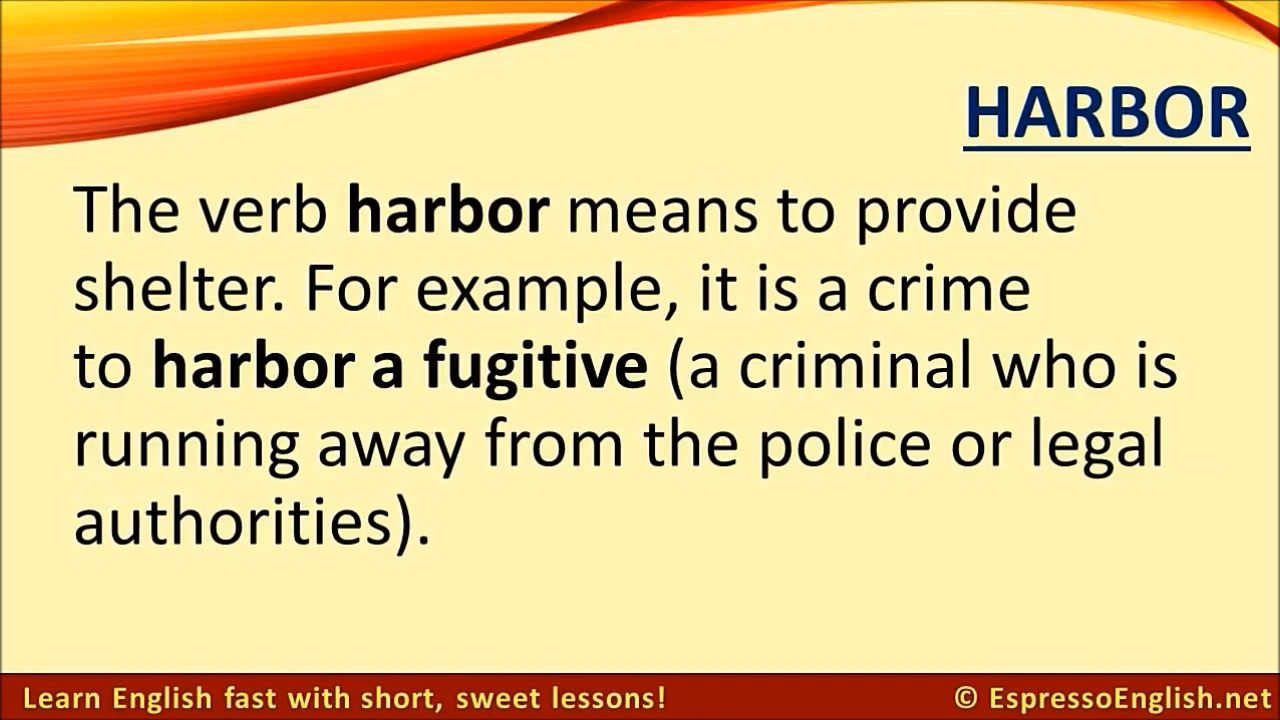 HARBOR
The verb harbor means to provide
shelter. For example, it is a crime
to harbor a fugitive (a criminal who is
running away from the police or legal
authorities).
Learn English fast with short, sweet lessons!
© EspressoEnglish.net